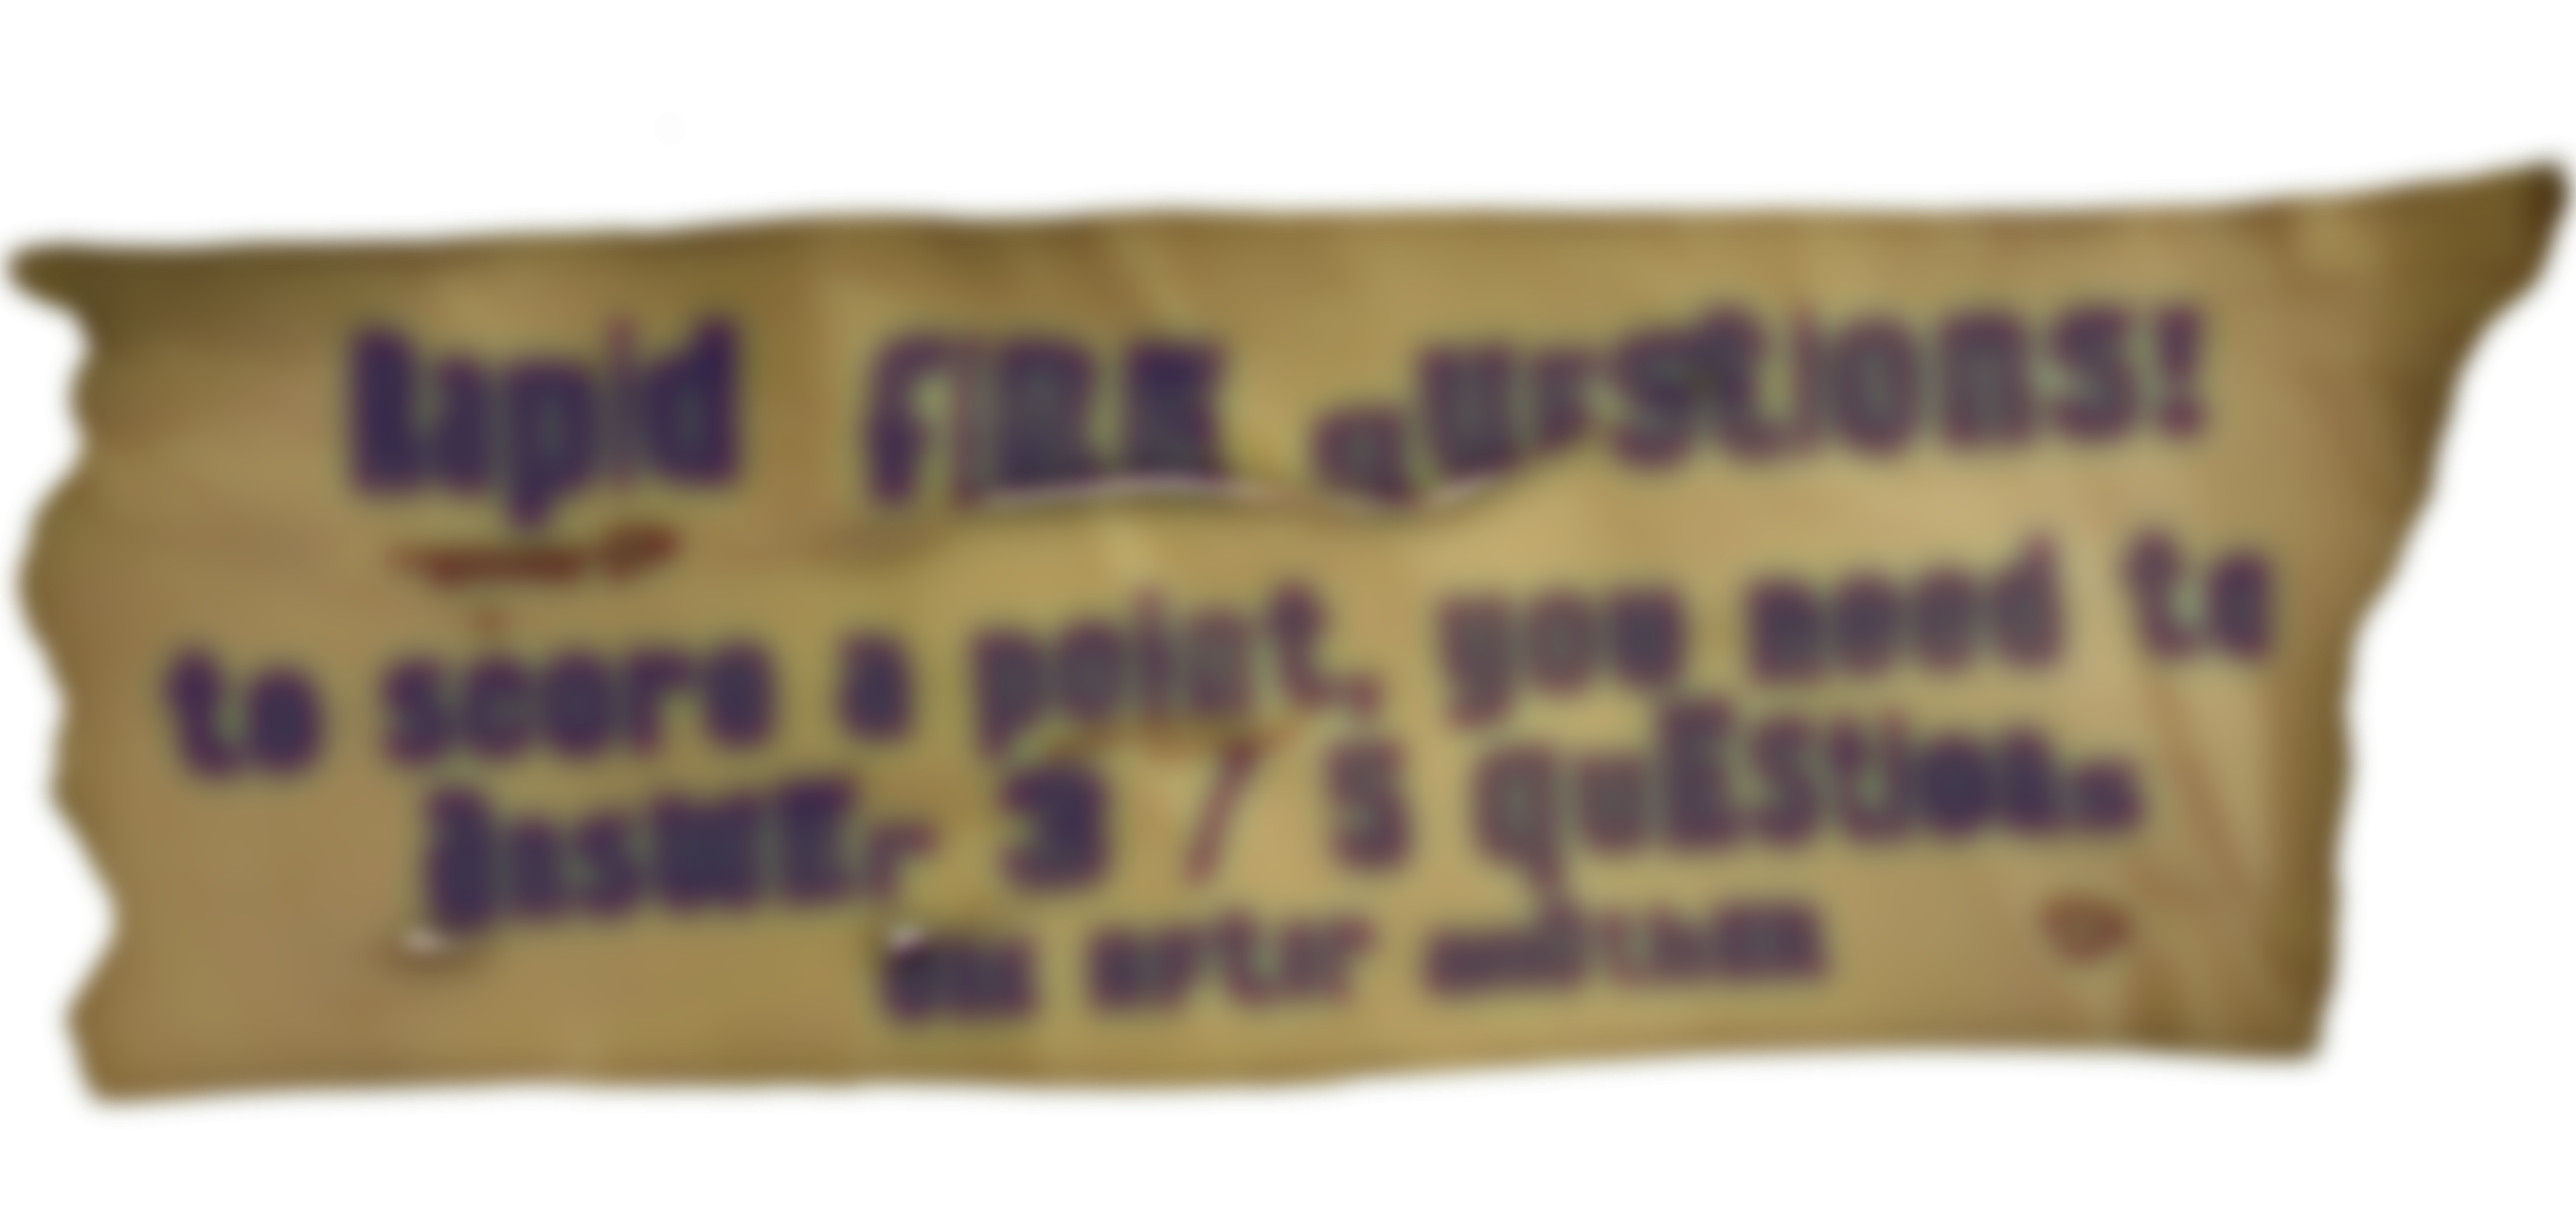 Rapid fiRE quEstions!
to score a point, you need to
AnswEr 3 / 5 quEstions